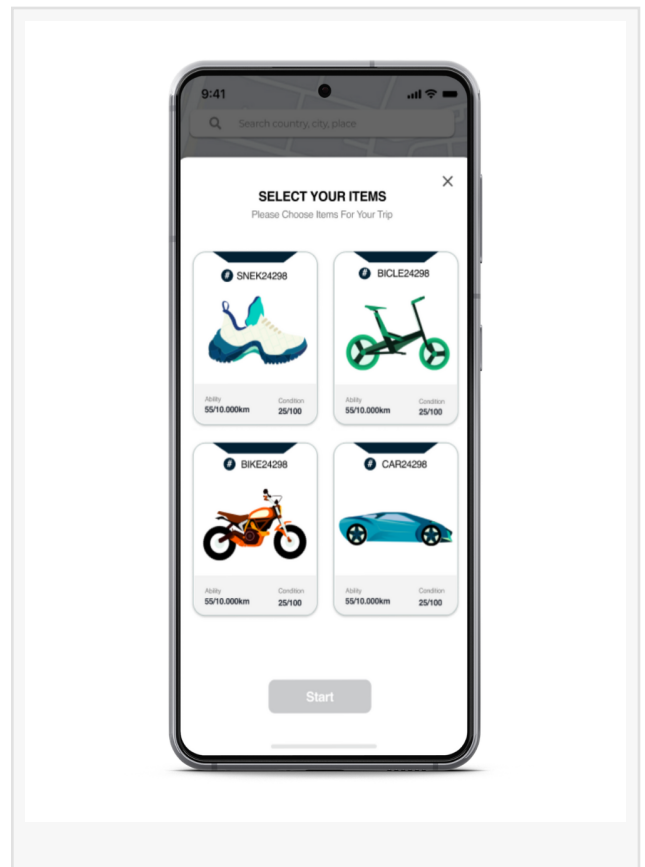 9:41
Search country, city, place
SELECT YOUR ITEMS
Please Choose Items For Your Trip
# SNEK24298
# BICLE24298
Ability Condition
55/10.000km 25/100
Ability Condition
55/10.000km 25/100
# BIKE24298
# CAR24298
Ability Condition
55/10.000km 25/100
Ability Condition
55/10.000km 25/100
Start